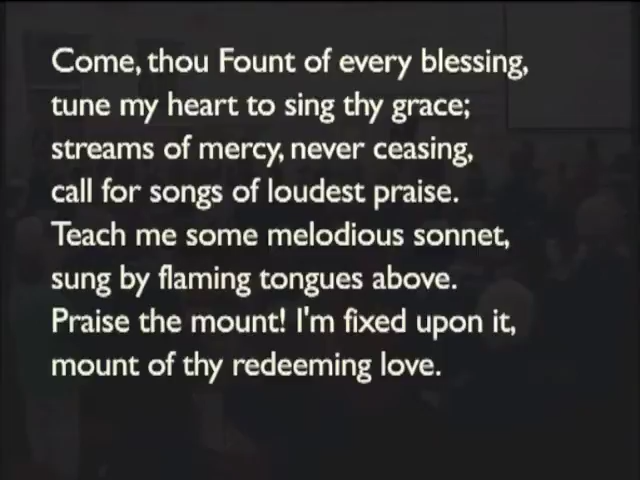 Come, thou Fount of every blessing,
tune my heart to sing thy grace;
streams of mercy, never ceasing,
call for songs of loudest praise.
Teach me some melodious sonnet,
sung by flaming tongues above.
Praise the mount! I'm fixed upon it,
mount of thy redeeming love.